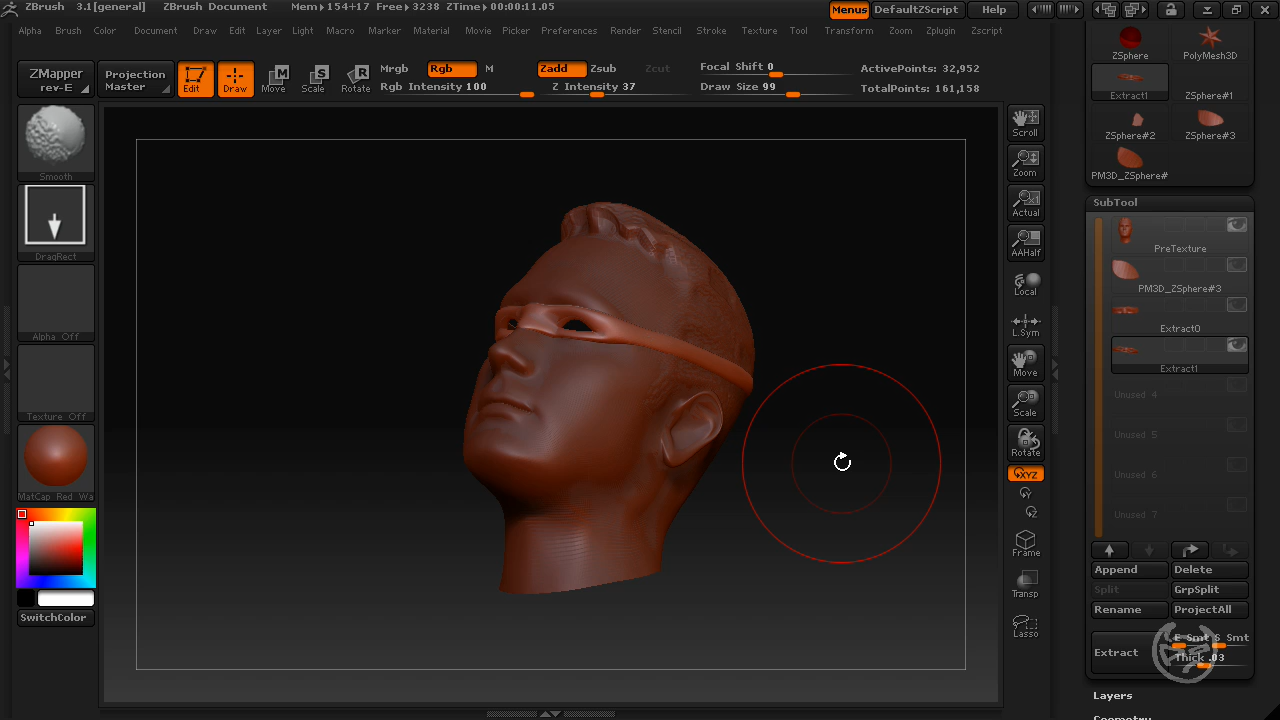 ZBrush 3.1[general] ZBrush Document Mem▸154+17 Free▸3238 ZTime▸00:00:11.05 Menus DefaultZScript Help
Alpha Brush Color Document Draw Edit Layer Light Macro Marker Material Movie Picker Preferences Render Stencil Stroke Texture Tool Transform Zoom Zplugin Zscript
ZMapper
rev-E
Projection
Master
Edit
Draw
Move
Scale
Rotate
Mrgb Rgb M
Rgb Intensity 100
Zadd Zsub Zcut
Z Intensity 37
Focal Shift 0
Draw Size 99
ActivePoints: 32,952
TotalPoints: 161,158
Smooth
DragRect
Alpha Off
Texture Off
MatCap Red Wa
SwitchColor
Scroll
Zoom
Actual
AAHalf
Local
L.Sym
Move
Scale
Rotate
XYZ
Y
Z
Frame
Transp
Lasso
ZSphere PolyMesh3D
Extract1 ZSphere#1
ZSphere#2 ZSphere#3
PM3D_ZSphere#
SubTool
PreTexture
PM3D_ZSphere#3
Extract0
Extract1
Unused 4
Unused 5
Unused 6
Unused 7
Append Delete
Split GrpSplit
Rename ProjectAll
Extract
E Smt S Smt
Thick .03
Layers
Geometry